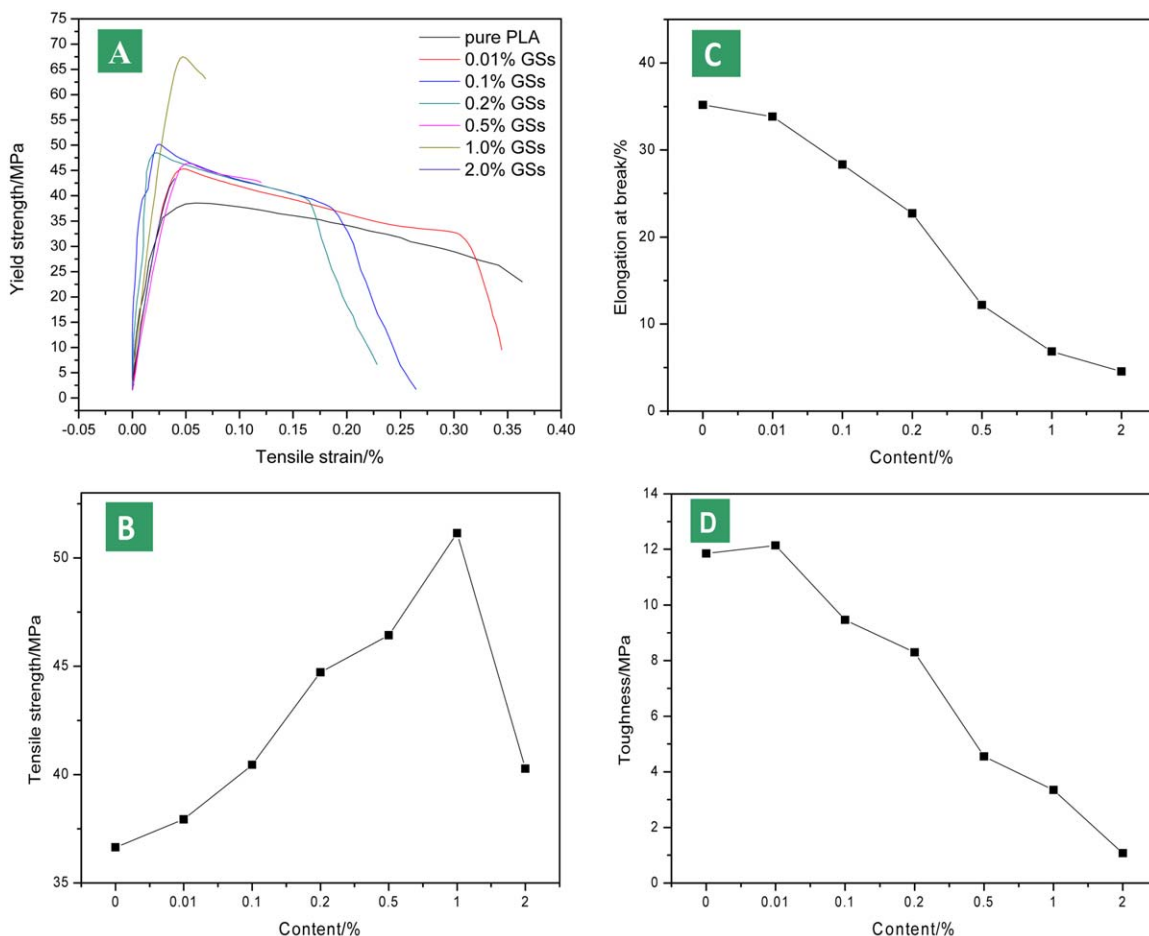 A
75
70
65
60
55
50
45
40
35
30
25
20
15
10
5
0
Yield strength/MPa
pure PLA
0.01% GSs
0.1% GSs
0.2% GSs
0.5% GSs
1.0% GSs
2.0% GSs
-0.05 0.00 0.05 0.10 0.15 0.20 0.25 0.30 0.35 0.40
Tensile strain/%
C
40
30
20
10
0
Elongation at break/%
0 0.01 0.1 0.2 0.5 1 2
Content/%
B
50
45
40
35
Tensile strength/MPa
0 0.01 0.1 0.2 0.5 1 2
Content/%
D
14
12
10
8
6
4
2
0
Toughness/MPa
0 0.01 0.1 0.2 0.5 1 2
Content/%